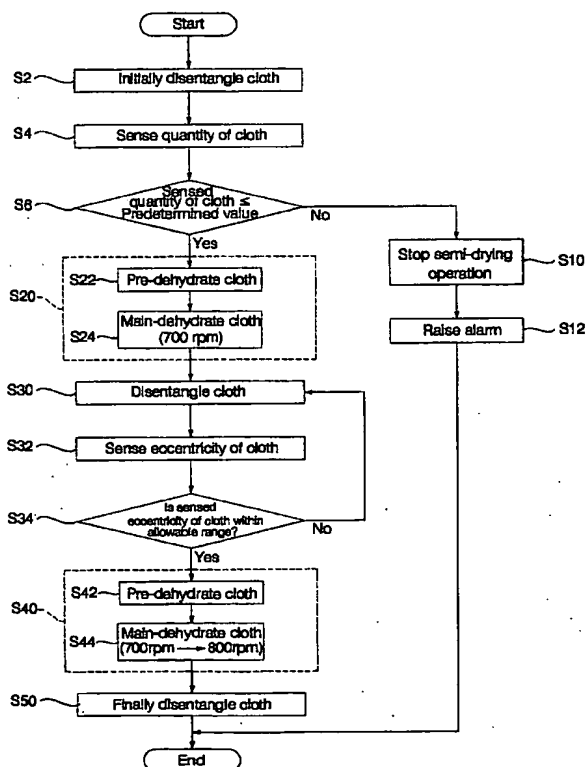 Start
S2
Initially disentangle cloth
S4
Sense quantity of cloth
S6
Sensed
quantity of cloth ≤
Predetermined value
No
Yes
Stop semi-drying
operation
S10
S20
S22
Pre-dehydrate cloth
S24
Main-dehydrate cloth
(700 rpm)
Raise alarm
S12
S30
Disentangle cloth
S32
Sense eccentricity of cloth
S34
Is sensed
eccentricity of cloth within
allowable range?
No
Yes
S40
S42
Pre-dehydrate cloth
S44
Main-dehydrate cloth
(700rpm → 800rpm)
S50
Finally disentangle cloth
End